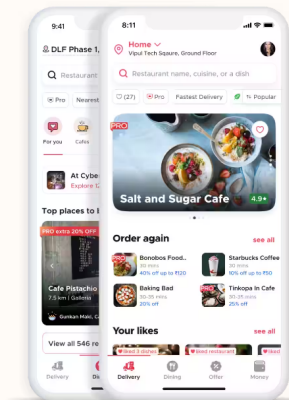 9:41
DLF Phase 1,
Restaurant
Pro
Nearest
For you
Cafes
At Cybe
Explore 1
Top places to
PRO extra 20% OFF
Cafe Pistachio
7.5 km | Galleria
View all 546 re
Delivery
8:11
Home
Vipul Tech Sqaure, Ground Floor
Restaurant name, cuisine, or a dish
(27)
Pro
Fastest Delivery
Popular
PRO
Salt and Sugar Cafe
4.9★
Order again
see all
PRO
Bonobos Food..
30 mins
40% off up to ₹120
Starbucks Coffee
30 mins
10% off up to ₹50
Baking Bad
30-35 mins
20% off
PRO
Tinkopa In Cafe
30-35 mins
25% off
Your likes
see all
liked 3 dishes
liked restaurant
liked
Delivery
Dining
Offer
Money